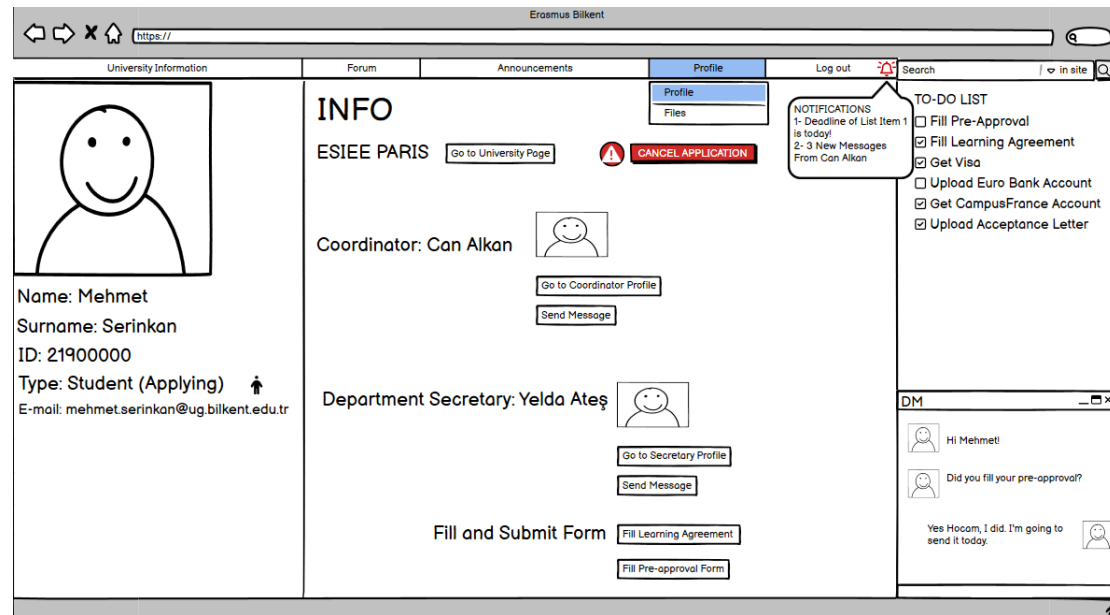 Erasmus Bilkent
https://
University Information
Forum
Announcements
Profile
Log out
Search
in site
Profile
Files
NOTIFICATIONS
1- Deadline of List Item 1
is today!
2- 3 New Messages
From Can Alkan
TO-DO LIST
Fill Pre-Approval
Fill Learning Agreement
Get Visa
Upload Euro Bank Account
Get CampusFrance Account
Upload Acceptance Letter
Name: Mehmet
Surname: Serinkan
ID: 21900000
Type: Student (Applying)
E-mail: mehmet.serinkan@ug.bilkent.edu.tr
INFO
ESIEE PARIS
Go to University Page
CANCEL APPLICATION
Coordinator: Can Alkan
Go to Coordinator Profile
Send Message
Department Secretary: Yelda Ateş
Go to Secretary Profile
Send Message
Fill and Submit Form
Fill Learning Agreement
Fill Pre-approval Form
DM
Hi Mehmet!
Did you fill your pre-approval?
Yes Hocam, I did. I'm going to
send it today.